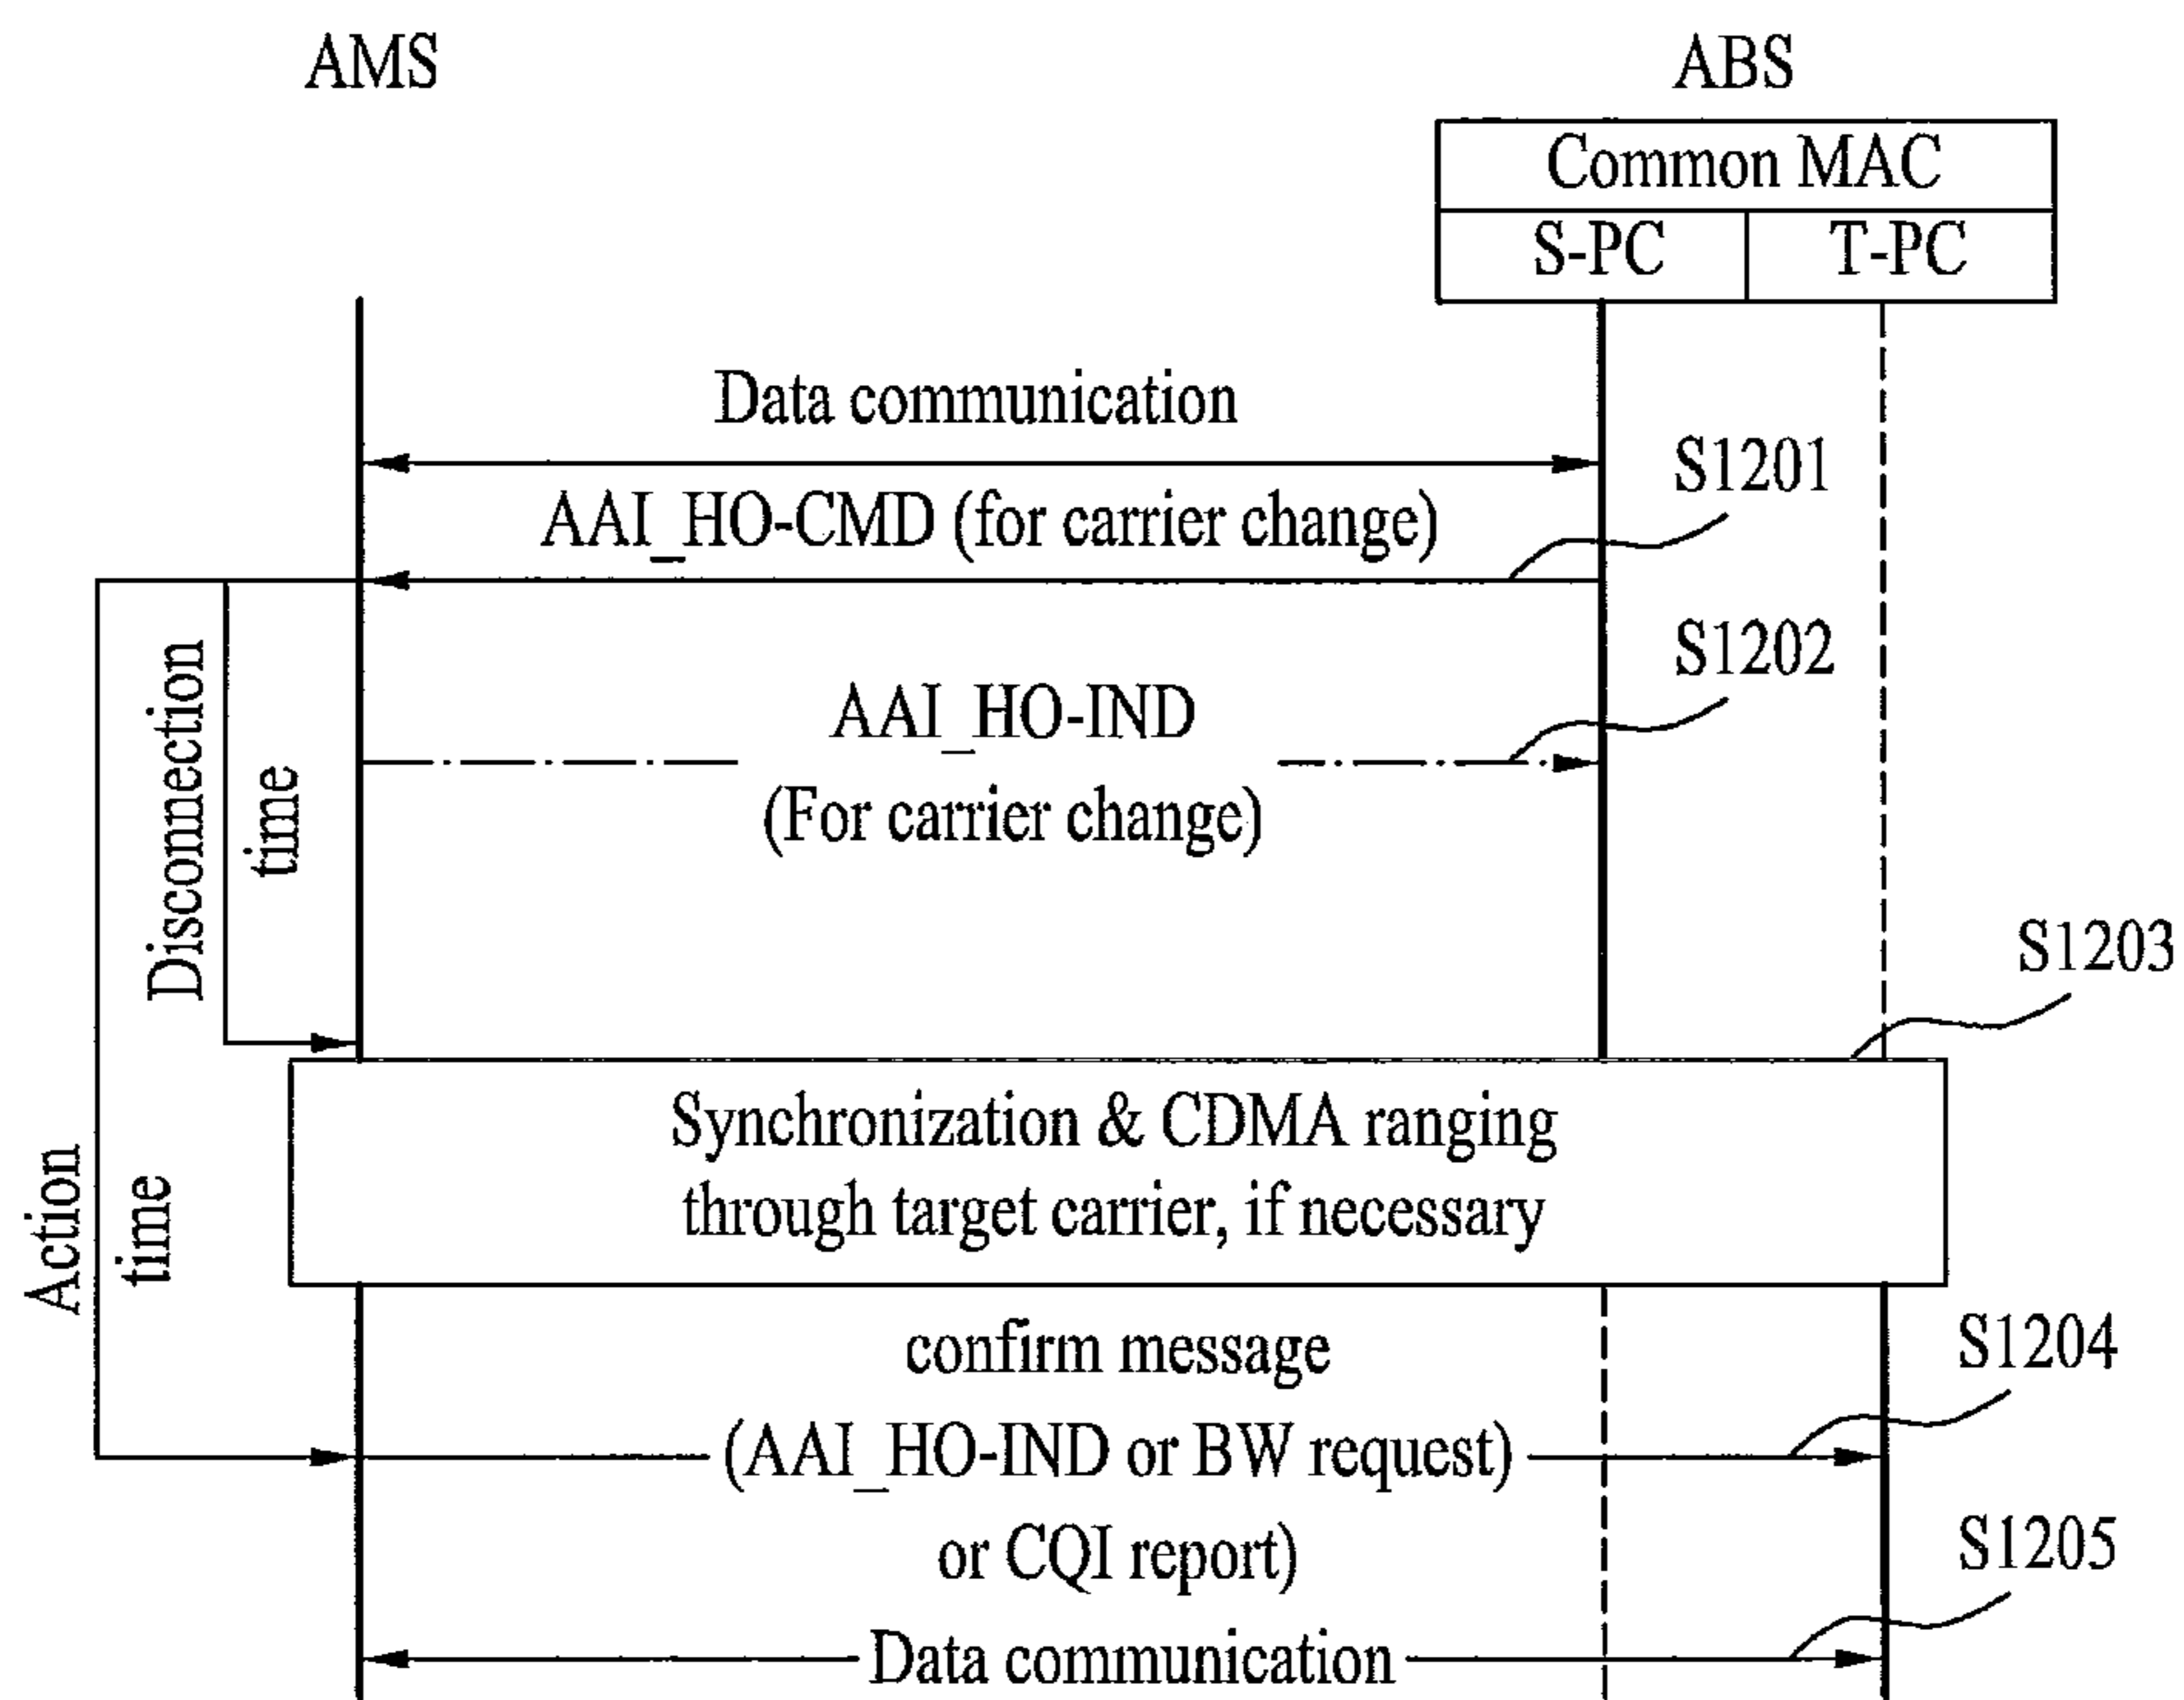 AMS
ABS
Common MAC
S-PC
T-PC
Data communication
S1201
AAI_HO-CMD (for carrier change)
S1202
AAI_HO-IND
(For carrier change)
Disconnection
time
S1203
Synchronization & CDMA ranging
through target carrier, if necessary
Action
time
confirm message
S1204
(AAI_HO-IND or BW request)
or CQI report)
S1205
Data communication